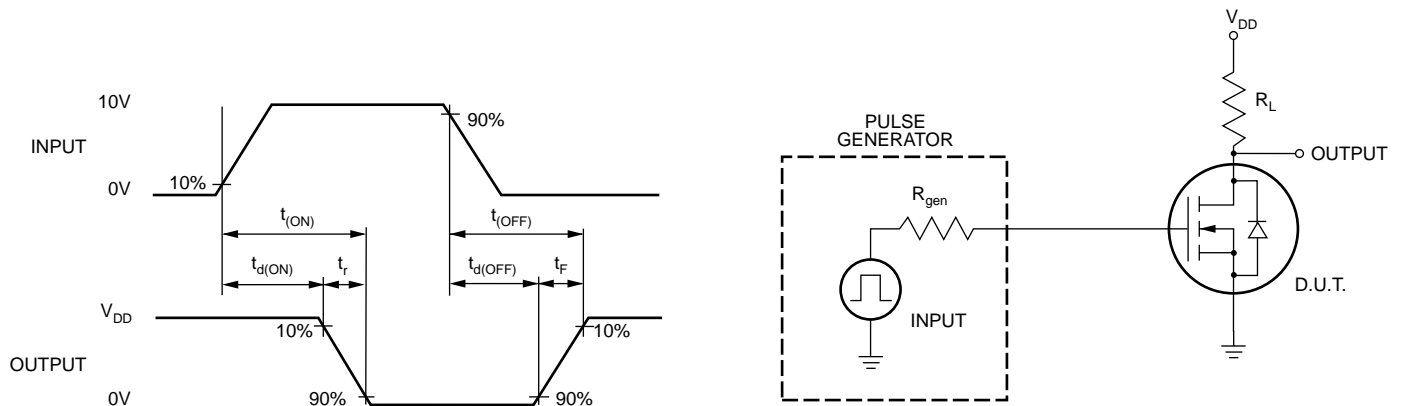 10V
INPUT
0V
10%
90%
t(ON)
t(OFF)
td(ON)
tr
td(OFF)
tF
VDD
OUTPUT
0V
10%
90%
10%
90%
PULSE
GENERATOR
Rgen
INPUT
VDD
RL
OUTPUT
D.U.T.